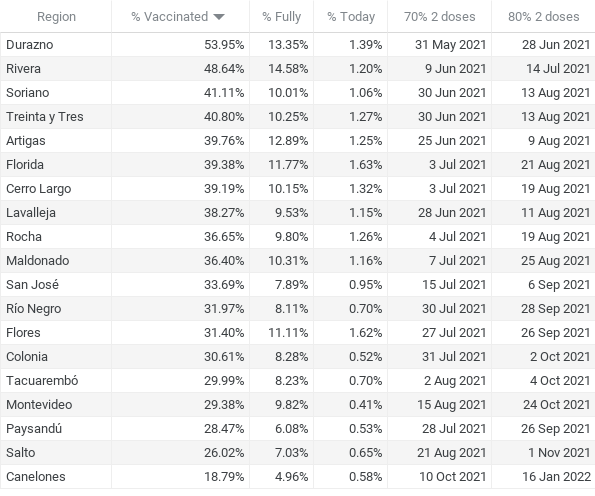 Region % Vaccinated % Fully % Today 70% 2 doses 80% 2 doses
Durazno 53.95% 13.35% 1.39% 31 May 2021 28 Jun 2021
Rivera 48.64% 14.58% 1.20% 9 Jun 2021 14 Jul 2021
Soriano 41.11% 10.01% 1.06% 30 Jun 2021 13 Aug 2021
Treinta y Tres 40.80% 10.25% 1.27% 30 Jun 2021 13 Aug 2021
Artigas 39.76% 12.89% 1.25% 25 Jun 2021 9 Aug 2021
Florida 39.38% 11.77% 1.63% 3 Jul 2021 21 Aug 2021
Cerro Largo 39.19% 10.15% 1.32% 3 Jul 2021 19 Aug 2021
Lavalleja 38.27% 9.53% 1.15% 28 Jun 2021 11 Aug 2021
Rocha 36.65% 9.80% 1.26% 4 Jul 2021 19 Aug 2021
Maldonado 36.40% 10.31% 1.16% 7 Jul 2021 25 Aug 2021
San José 33.69% 7.89% 0.95% 15 Jul 2021 6 Sep 2021
Río Negro 31.97% 8.11% 0.70% 30 Jul 2021 28 Sep 2021
Flores 31.40% 11.11% 1.62% 27 Jul 2021 26 Sep 2021
Colonia 30.61% 8.28% 0.52% 31 Jul 2021 2 Oct 2021
Tacuarembó 29.99% 8.23% 0.70% 2 Aug 2021 4 Oct 2021
Montevideo 29.38% 9.82% 0.41% 15 Aug 2021 24 Oct 2021
Paysandú 28.47% 6.08% 0.53% 28 Jul 2021 26 Sep 2021
Salto 26.02% 7.03% 0.65% 21 Aug 2021 1 Nov 2021
Canelones 18.79% 4.96% 0.58% 10 Oct 2021 16 Jan 2022